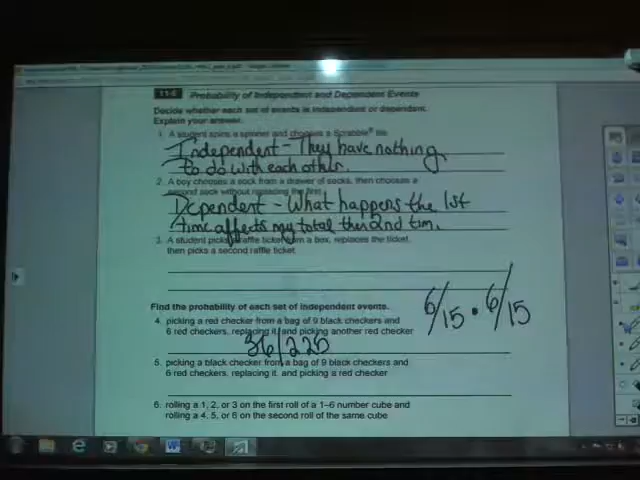 11-5 Probability of Independent and Dependent Events
Decide whether each set of events is independent or dependent.
Explain your answer.
1. A student spins a spinner and chooses a Scrabble® tile.
Independent - They have nothing
to do with each other.
2. A boy chooses a sock from a drawer of socks, then chooses a
second sock without replacing the first.
Dependent - What happens the 1st
time affects my total the 2nd tim.
3. A student picks a raffle ticket from a box, replaces the ticket,
then picks a second raffle ticket.
Find the probability of each set of independent events.
6/15 • 6/15
4. picking a red checker from a bag of 9 black checkers and
6 red checkers, replacing it, and picking another red checker
36/225
5. picking a black checker from a bag of 9 black checkers and
6 red checkers, replacing it, and picking a red checker
6. rolling a 1, 2, or 3 on the first roll of a 1–6 number cube and
rolling a 4, 5, or 6 on the second roll of the same cube